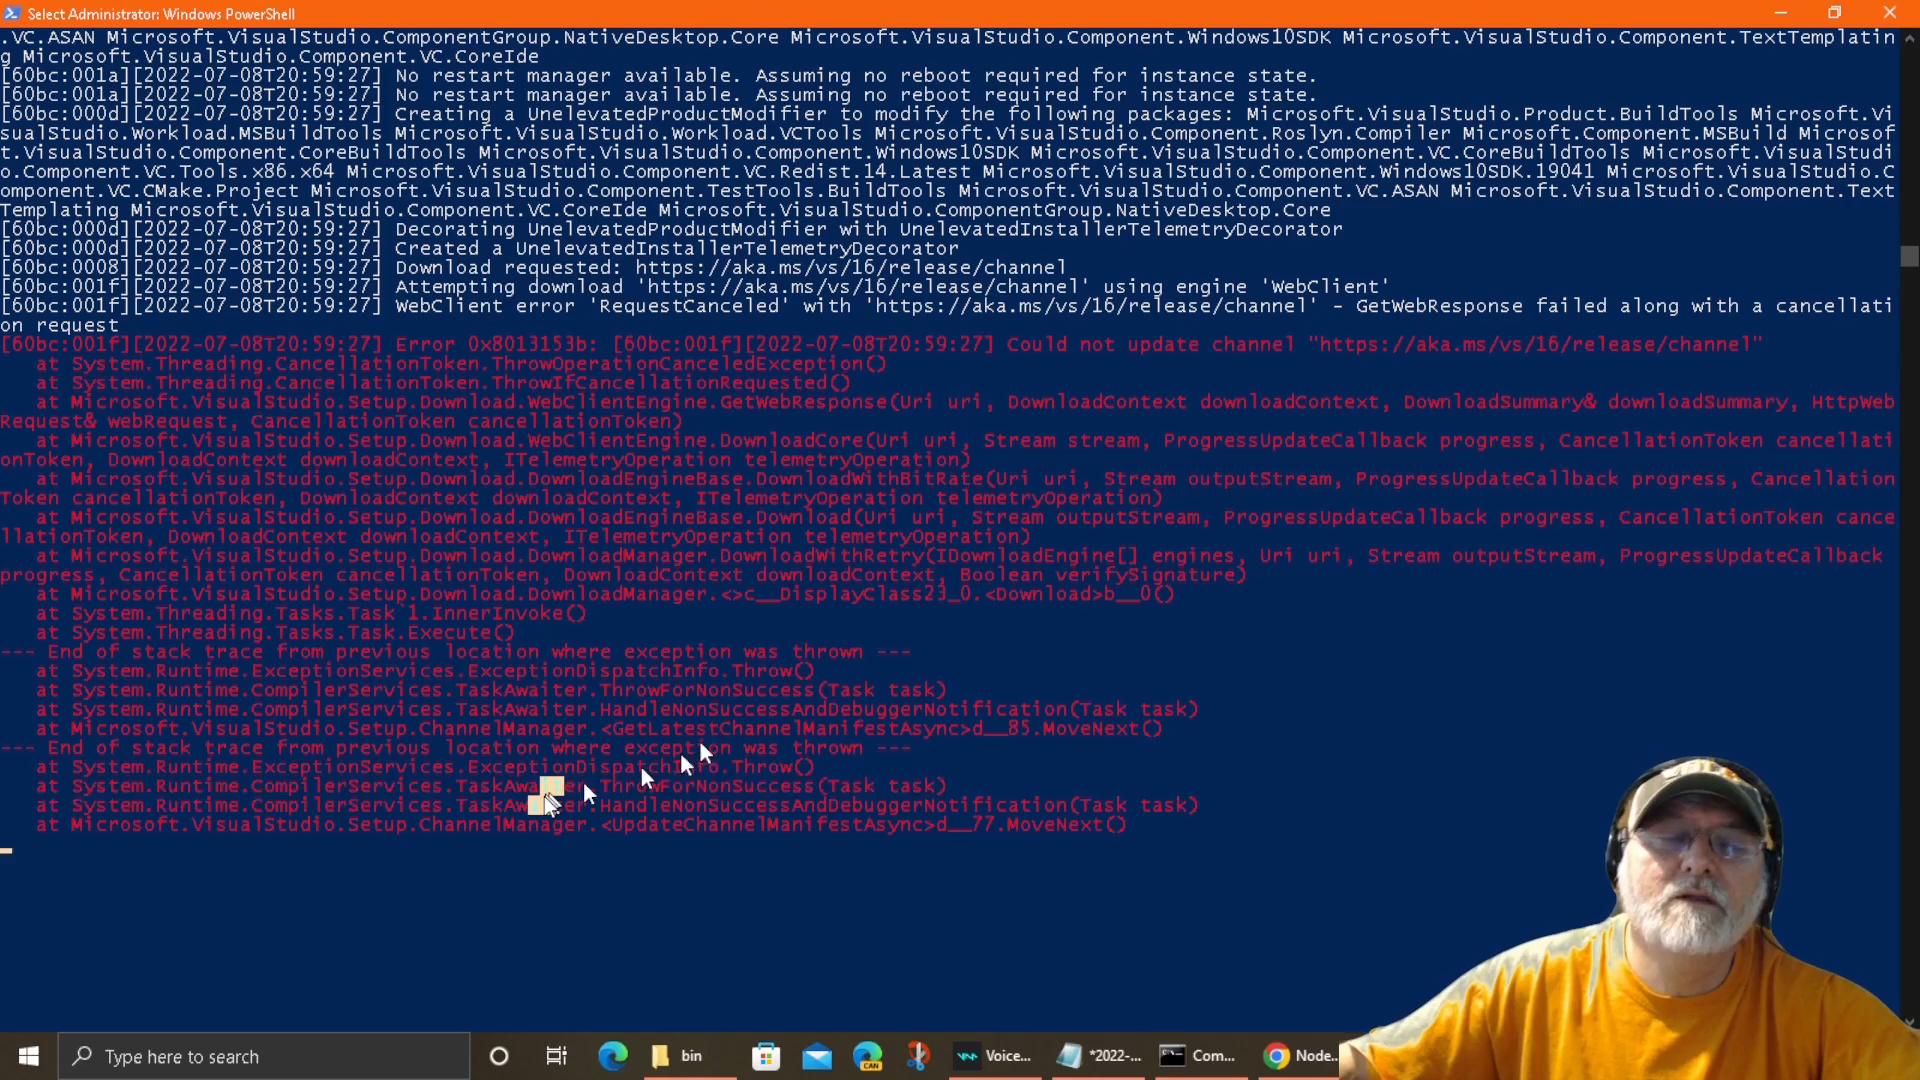 Select Administrator: Windows PowerShell
.VC.ASAN Microsoft.VisualStudio.ComponentGroup.NativeDesktop.Core Microsoft.VisualStudio.Component.Windows10SDK Microsoft.VisualStudio.Component.TextTemplatin
g Microsoft.VisualStudio.Component.VC.CoreIde
[60bc:001a][2022-07-08T20:59:27] No restart manager available. Assuming no reboot required for instance state.
[60bc:001a][2022-07-08T20:59:27] No restart manager available. Assuming no reboot required for instance state.
[60bc:000d][2022-07-08T20:59:27] Creating a UnelevatedProductModifier to modify the following packages: Microsoft.VisualStudio.Product.BuildTools Microsoft.Vi
sualStudio.Workload.MSBuildTools Microsoft.VisualStudio.Workload.VCTools Microsoft.VisualStudio.Component.Roslyn.Compiler Microsoft.Component.MSBuild Microsof
t.VisualStudio.Component.CoreBuildTools Microsoft.VisualStudio.Component.Windows10SDK Microsoft.VisualStudio.Component.VC.CoreBuildTools Microsoft.VisualStudi
o.Component.VC.Tools.x86.x64 Microsoft.VisualStudio.Component.VC.Redist.14.Latest Microsoft.VisualStudio.Component.Windows10SDK.19041 Microsoft.VisualStudio.C
omponent.VC.CMake.Project Microsoft.VisualStudio.Component.TestTools.BuildTools Microsoft.VisualStudio.Component.VC.ASAN Microsoft.VisualStudio.Component.Text
Templating Microsoft.VisualStudio.Component.VC.CoreIde Microsoft.VisualStudio.ComponentGroup.NativeDesktop.Core
[60bc:000d][2022-07-08T20:59:27] Decorating UnelevatedProductModifier with UnelevatedInstallerTelemetryDecorator
[60bc:000d][2022-07-08T20:59:27] Created a UnelevatedInstallerTelemetryDecorator
[60bc:0008][2022-07-08T20:59:27] Download requested: https://aka.ms/vs/16/release/channel
[60bc:001f][2022-07-08T20:59:27] Attempting download 'https://aka.ms/vs/16/release/channel' using engine 'WebClient'
[60bc:001f][2022-07-08T20:59:27] WebClient error 'RequestCanceled' with 'https://aka.ms/vs/16/release/channel' - GetWebResponse failed along with a cancellati
on request
[60bc:001f][2022-07-08T20:59:27] Error 0x8013153b: [60bc:001f][2022-07-08T20:59:27] Could not update channel "https://aka.ms/vs/16/release/channel"
at System.Threading.CancellationToken.ThrowOperationCanceledException()
at System.Threading.CancellationToken.ThrowIfCancellationRequested()
at Microsoft.VisualStudio.Setup.Download.WebClientEngine.GetWebResponse(Uri uri, DownloadContext downloadContext, DownloadSummary& downloadSummary, HttpWeb
Request& webRequest, CancellationToken cancellationToken)
at Microsoft.VisualStudio.Setup.Download.WebClientEngine.DownloadCore(Uri uri, Stream stream, ProgressUpdateCallback progress, CancellationToken cancellati
onToken, DownloadContext downloadContext, ITelemetryOperation telemetryOperation)
at Microsoft.VisualStudio.Setup.Download.DownloadEngineBase.DownloadWithBitRate(Uri uri, Stream outputStream, ProgressUpdateCallback progress, Cancellation
Token cancellationToken, DownloadContext downloadContext, ITelemetryOperation telemetryOperation)
at Microsoft.VisualStudio.Setup.Download.DownloadEngineBase.Download(Uri uri, Stream outputStream, ProgressUpdateCallback progress, CancellationToken cance
llationToken, DownloadContext downloadContext, ITelemetryOperation telemetryOperation)
at Microsoft.VisualStudio.Setup.Download.DownloadManager.DownloadWithRetry(IDownloadEngine[] engines, Uri uri, Stream outputStream, ProgressUpdateCallback
progress, CancellationToken cancellationToken, DownloadContext downloadContext, Boolean verifySignature)
at Microsoft.VisualStudio.Setup.Download.DownloadManager.<>c__DisplayClass23_0.<Download>b__0()
at System.Threading.Tasks.Task`1.InnerInvoke()
at System.Threading.Tasks.Task.Execute()
--- End of stack trace from previous location where exception was thrown ---
at System.Runtime.ExceptionServices.ExceptionDispatchInfo.Throw()
at System.Runtime.CompilerServices.TaskAwaiter.ThrowForNonSuccess(Task task)
at System.Runtime.CompilerServices.TaskAwaiter.HandleNonSuccessAndDebuggerNotification(Task task)
at Microsoft.VisualStudio.Setup.ChannelManager.<GetLatestChannelManifestAsync>d__85.MoveNext()
--- End of stack trace from previous location where exception was thrown ---
at System.Runtime.ExceptionServices.ExceptionDispatchInfo.Throw()
at System.Runtime.CompilerServices.TaskAwaiter.ThrowForNonSuccess(Task task)
at System.Runtime.CompilerServices.TaskAwaiter.HandleNonSuccessAndDebuggerNotification(Task task)
at Microsoft.VisualStudio.Setup.ChannelManager.<UpdateChannelManifestAsync>d__77.MoveNext()
Type here to search
bin
CAN
Voice...
*2022-...
Com...
Node...